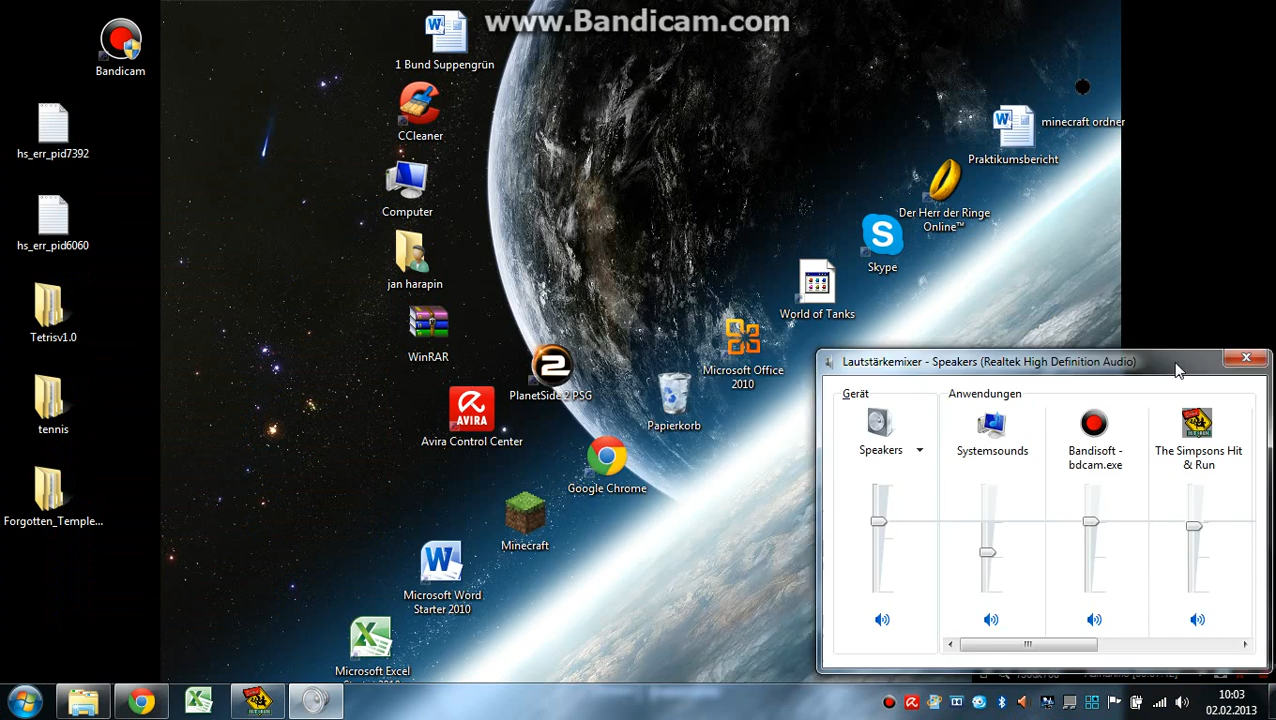 www.Bandicam.com
Bandicam
hs_err_pid7392
hs_err_pid6060
Tetrisv1.0
tennis
Forgotten_Temple...
1 Bund Suppengrün
CCleaner
Computer
jan harapin
WinRAR
PlanetSide 2 PSG
Avira Control Center
AVIRA
Google Chrome
Minecraft
Microsoft Word
Starter 2010
Microsoft Excel
Papierkorb
Microsoft Office
2010
World of Tanks
Skype
Der Herr der Ringe
Online™
Praktikumsbericht
minecraft ordner
Lautstärkemixer - Speakers (Realtek High Definition Audio)
Gerät
Anwendungen
Speakers
Systemsounds
Bandisoft -
bdcam.exe
The Simpsons Hit
& Run
10:03
02.02.2013